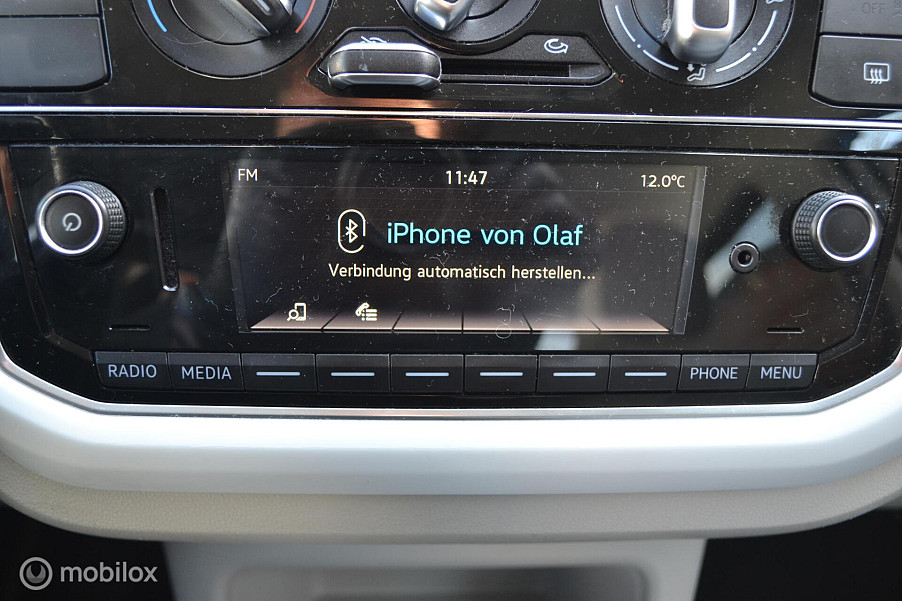 OFF
FM 11:47 12.0°C
iPhone von Olaf
Verbindung automatisch herstellen...
RADIO MEDIA PHONE MENU
mobilox